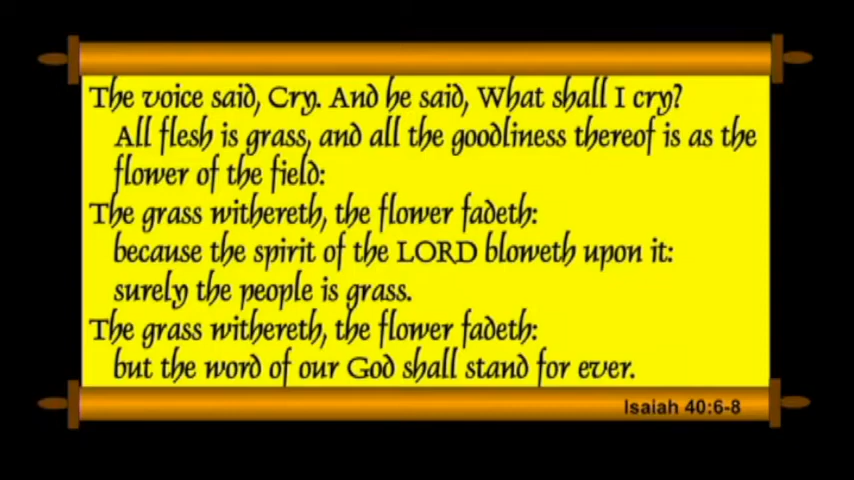 The voice said, Cry. And he said, What shall I cry?
All flesh is grass, and all the goodliness thereof is as the
flower of the field:
The grass withereth, the flower fadeth:
because the spirit of the LORD bloweth upon it:
surely the people is grass.
The grass withereth, the flower fadeth:
but the word of our God shall stand for ever.
Isaiah 40:6-8